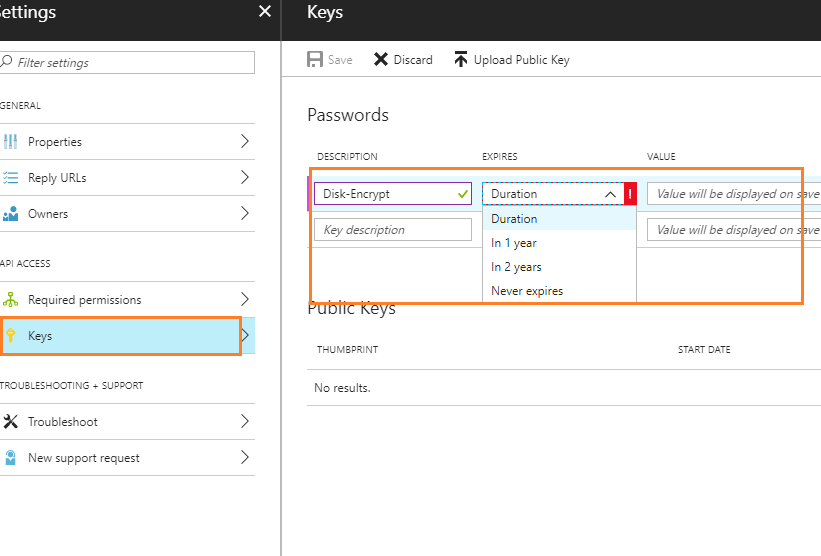 Settings
Filter settings
GENERAL
Properties
Reply URLs
Owners
API ACCESS
Required permissions
Keys
TROUBLESHOOTING + SUPPORT
Troubleshoot
New support request
Keys
Save Discard Upload Public Key
Passwords
DESCRIPTION EXPIRES VALUE
Disk-Encrypt Duration ! Value will be displayed on save
Key description Duration Value will be displayed on save
In 1 year
In 2 years
Never expires
Public Keys
THUMBPRINT START DATE
No results.